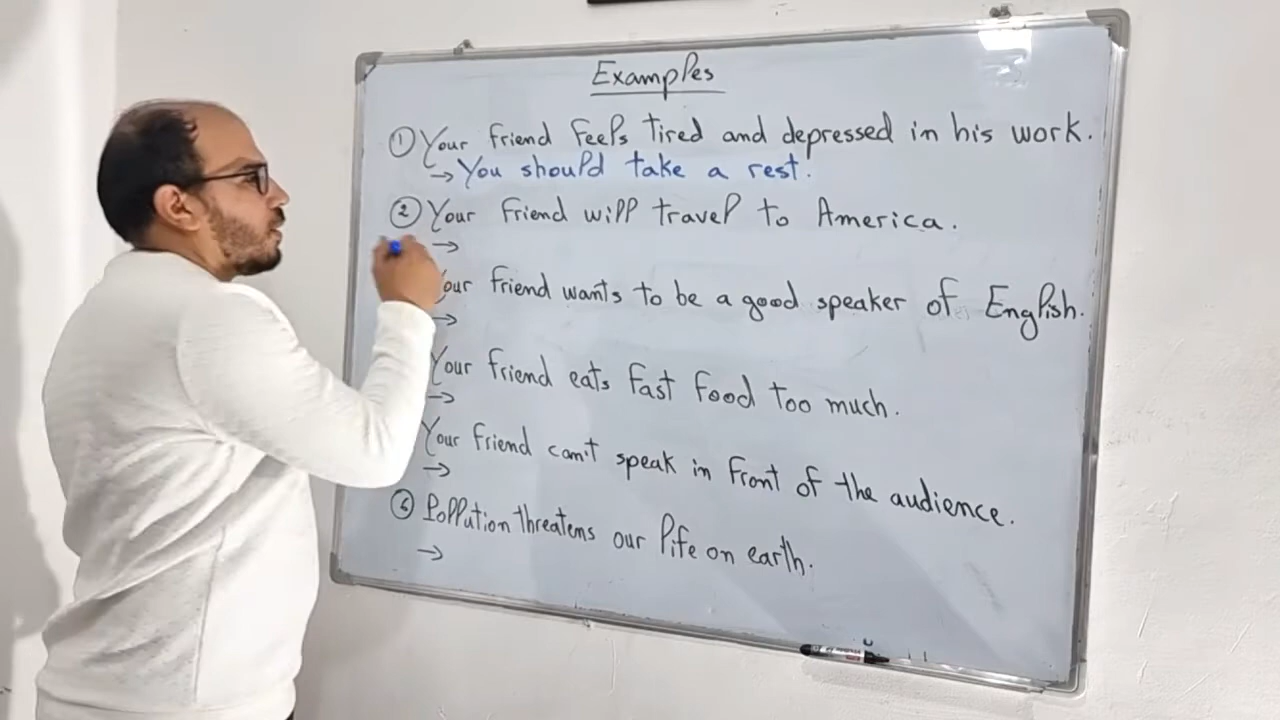 Examples
① Your friend feels tired and depressed in his work.
→ You should take a rest.
② Your friend will travel to America.
→
our friend wants to be a good speaker of English.
→
Your friend eats fast food too much.
→
Your friend can't speak in front of the audience.
→
⑥ Pollution threatens our life on earth.
→